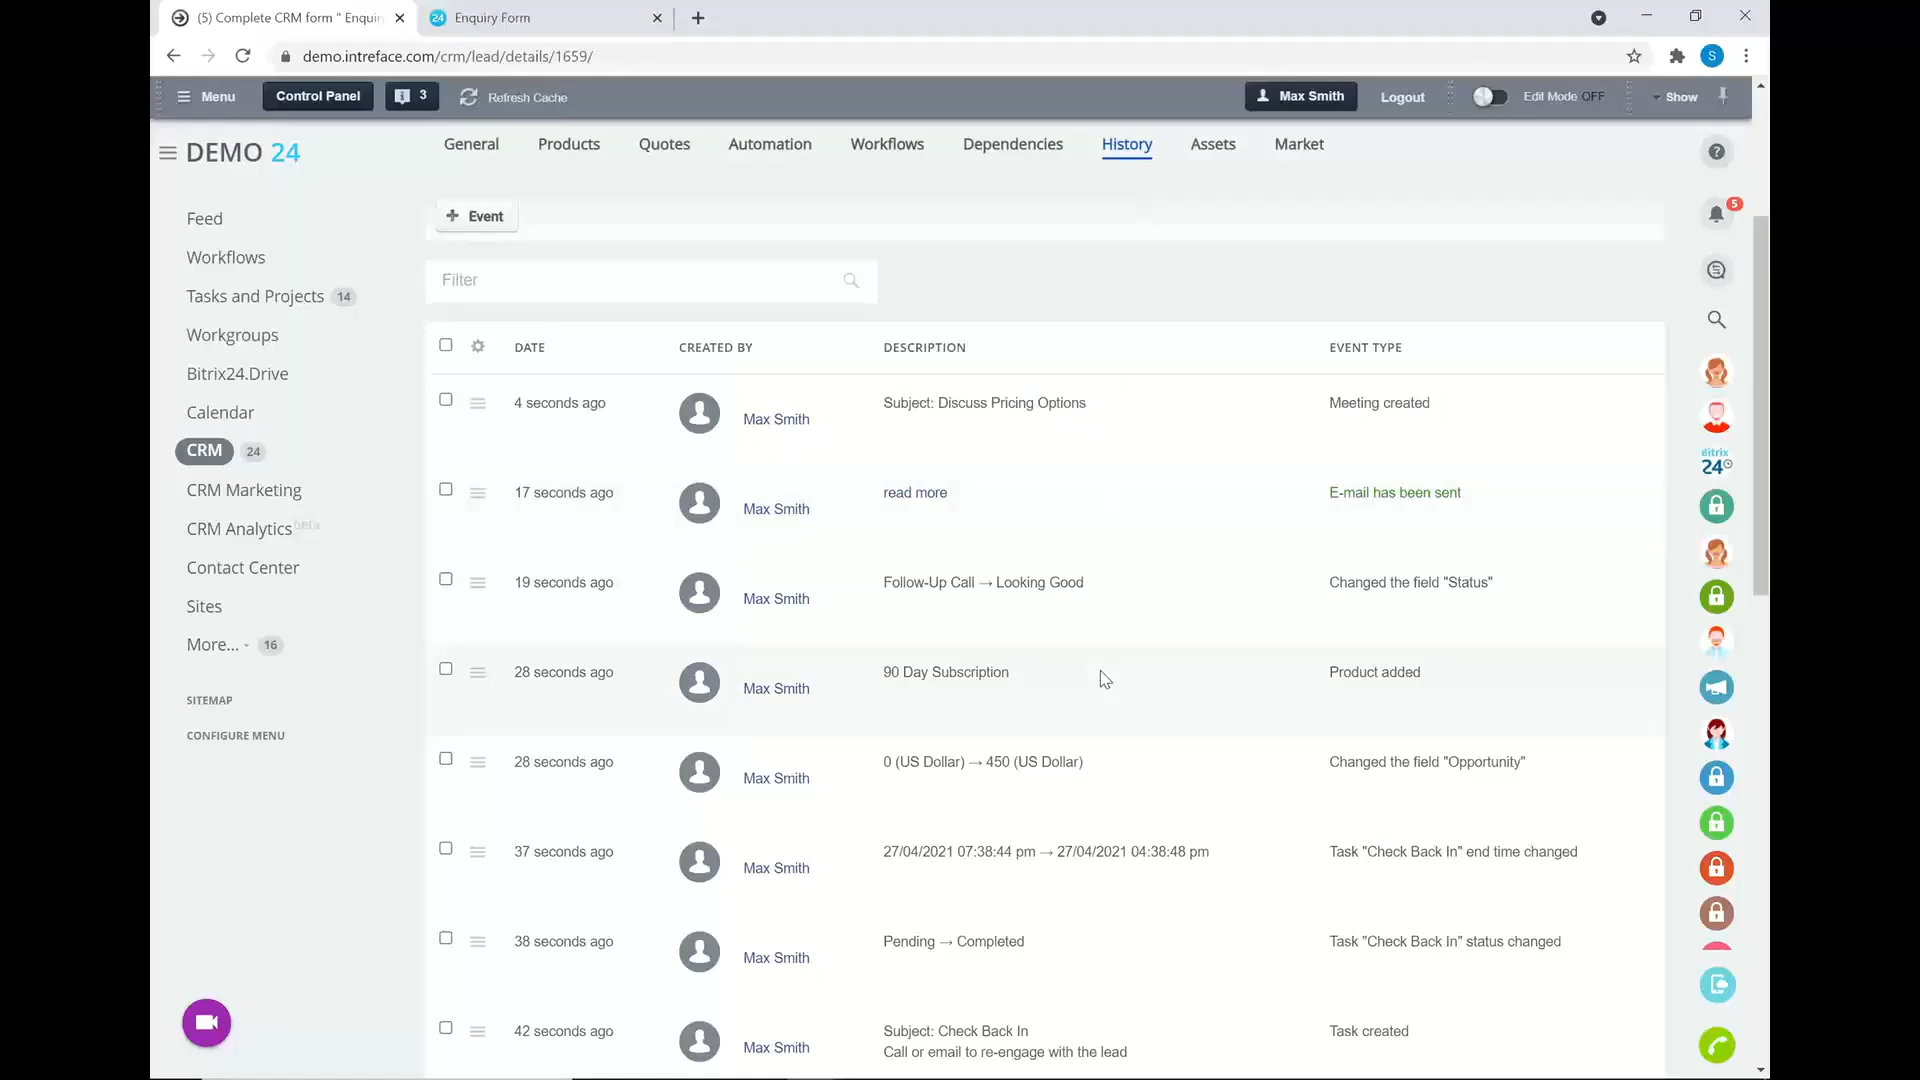 (5) Complete CRM form " Enquir
24 Enquiry Form
demo.intreface.com/crm/lead/details/1659/
S
Menu
Control Panel
3
Refresh Cache
Max Smith
Logout
Edit Mode OFF
Show
DEMO 24
General
Products
Quotes
Automation
Workflows
Dependencies
History
Assets
Market
5
Feed
Workflows
Tasks and Projects 14
Workgroups
Bitrix24.Drive
Calendar
CRM 24
CRM Marketing
CRM Analytics beta
Contact Center
Sites
More... 16
SITEMAP
CONFIGURE MENU
+ Event
Filter
DATE CREATED BY DESCRIPTION EVENT TYPE
4 seconds ago Max Smith Subject: Discuss Pricing Options Meeting created
17 seconds ago Max Smith read more E-mail has been sent
19 seconds ago Max Smith Follow-Up Call → Looking Good Changed the field "Status"
28 seconds ago Max Smith 90 Day Subscription Product added
28 seconds ago Max Smith 0 (US Dollar) → 450 (US Dollar) Changed the field "Opportunity"
37 seconds ago Max Smith 27/04/2021 07:38:44 pm → 27/04/2021 04:38:48 pm Task "Check Back In" end time changed
38 seconds ago Max Smith Pending → Completed Task "Check Back In" status changed
42 seconds ago Max Smith Subject: Check Back In Task created
Call or email to re-engage with the lead
Bitrix
24